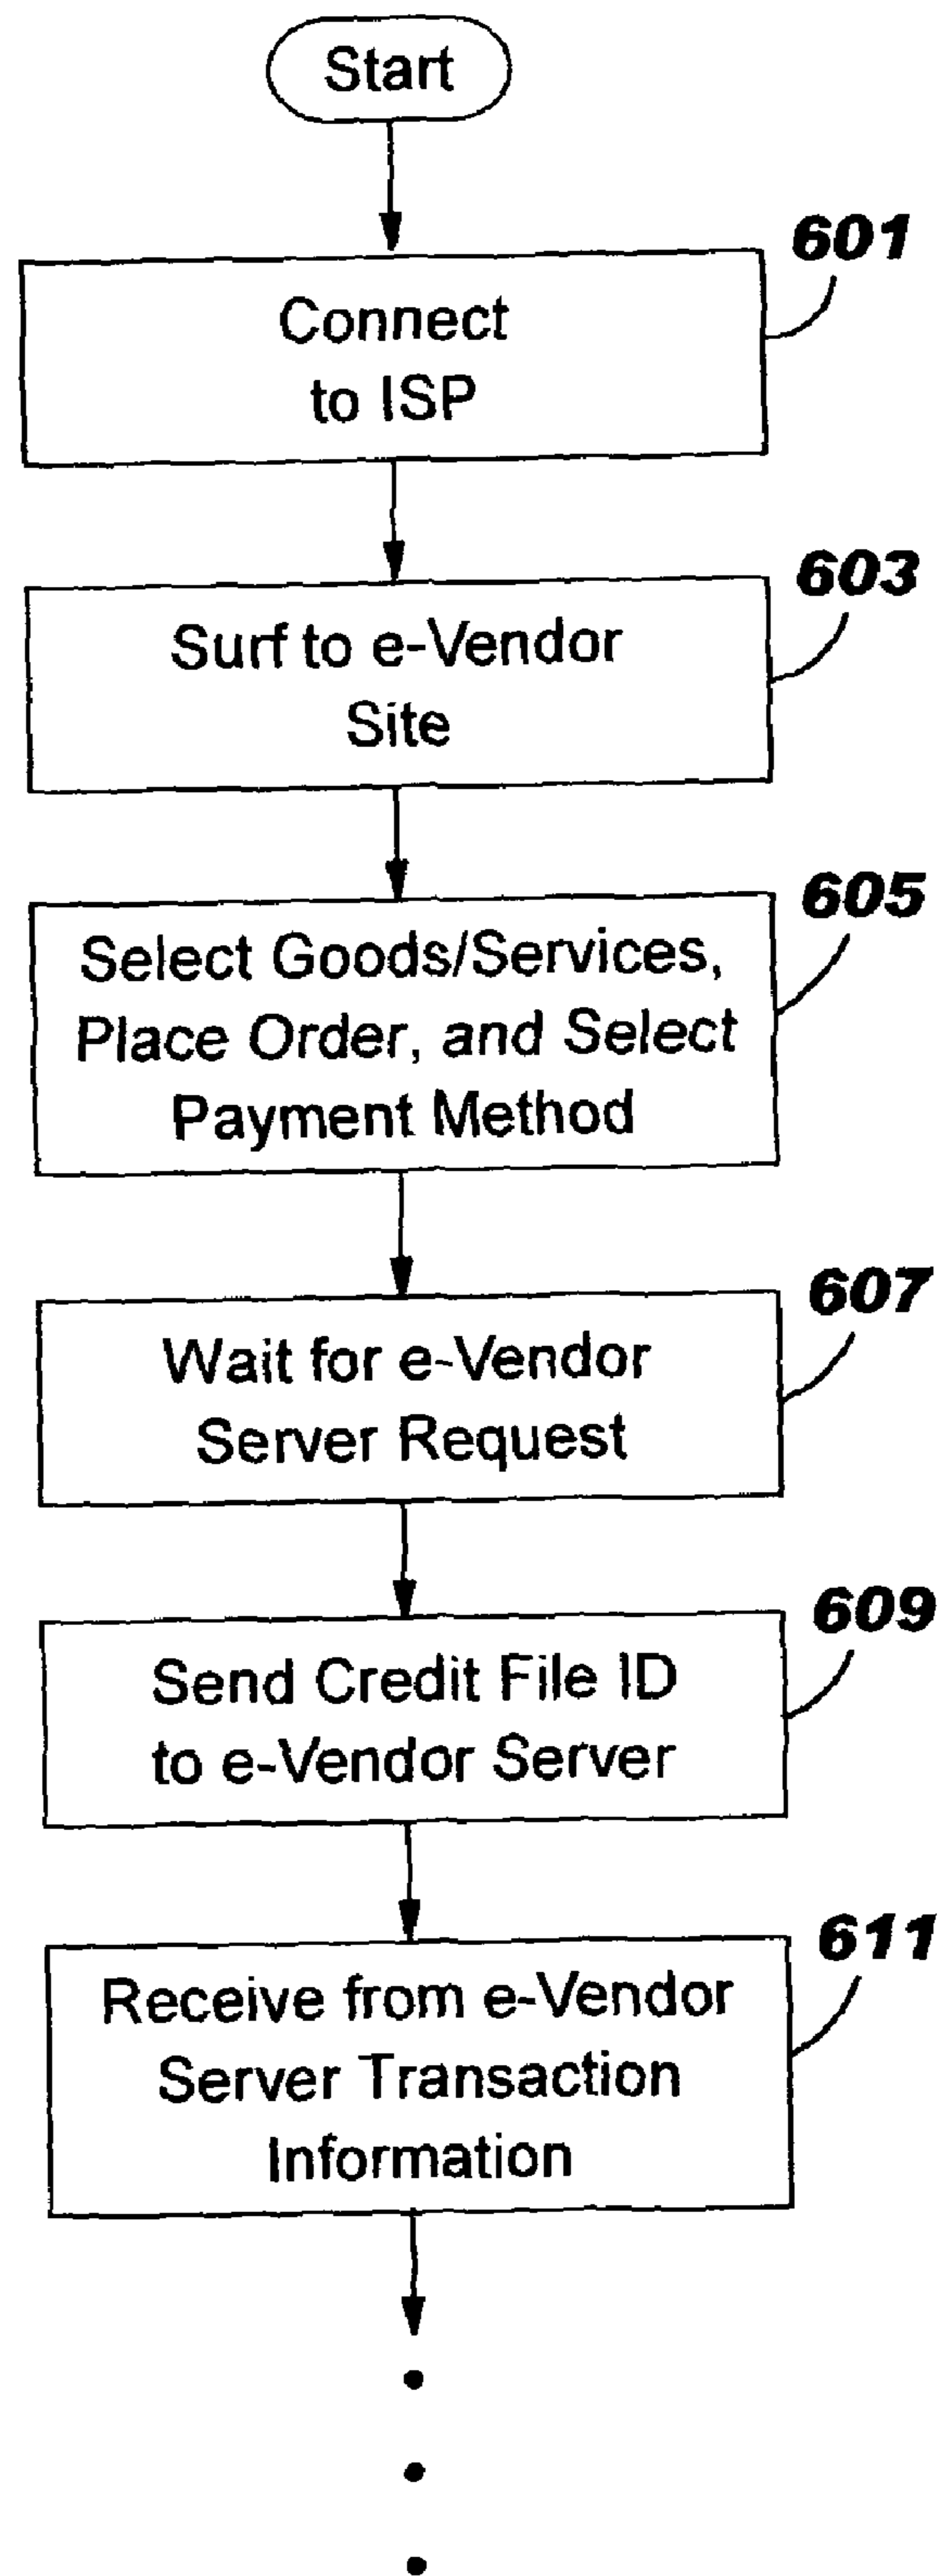 Start
601
Connect
to ISP
603
Surf to e-Vendor
Site
605
Select Goods/Services,
Place Order, and Select
Payment Method
607
Wait for e-Vendor
Server Request
609
Send Credit File ID
to e-Vendor Server
611
Receive from e-Vendor
Server Transaction
Information